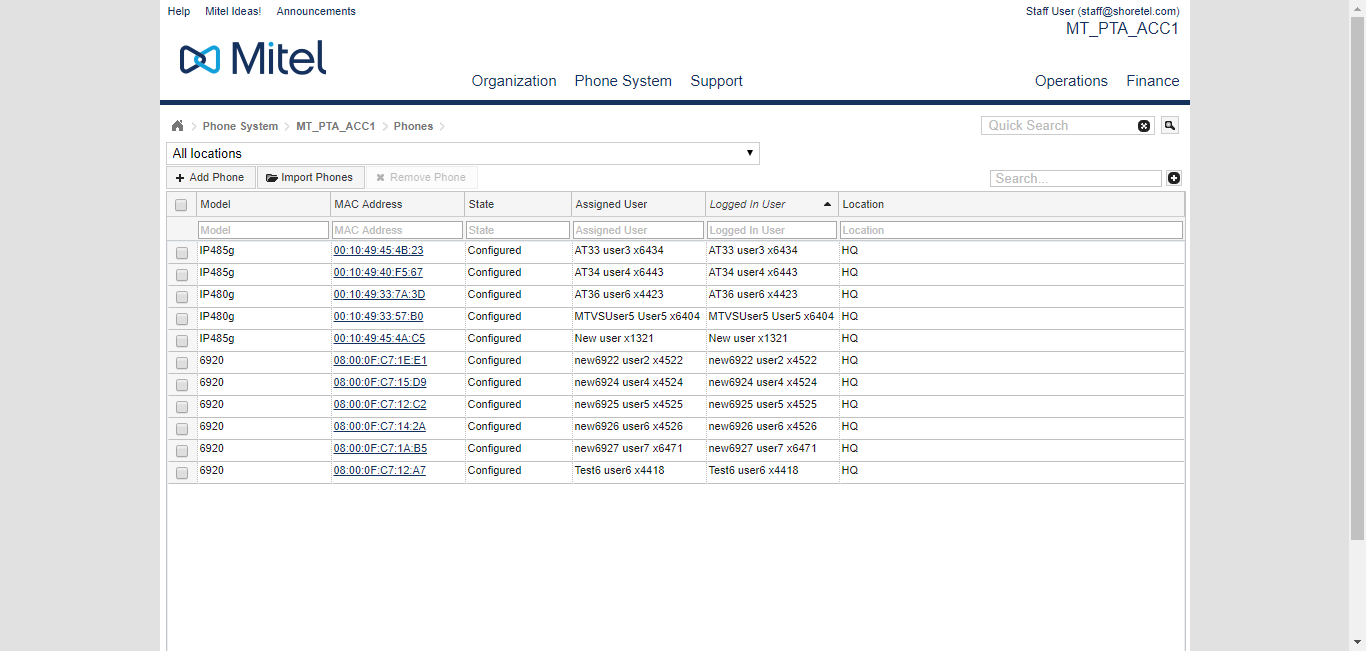 Help Mitel Ideas! Announcements Staff User (staff@shoretel.com)
MT_PTA_ACC1
Mitel
Organization Phone System Support Operations Finance
Phone System MT_PTA_ACC1 Phones Quick Search
All locations
Add Phone Import Phones Remove Phone Search...
Model MAC Address State Assigned User Logged In User Location
Model MAC Address State Assigned User Logged In User Location
IP485g 00:10:49:45:4B:23 Configured AT33 user3 x6434 AT33 user3 x6434 HQ
IP485g 00:10:49:40:F5:67 Configured AT34 user4 x6443 AT34 user4 x6443 HQ
IP480g 00:10:49:33:7A:3D Configured AT36 user6 x4423 AT36 user6 x4423 HQ
IP480g 00:10:49:33:57:B0 Configured MTVSUser5 User5 x6404 MTVSUser5 User5 x6404 HQ
IP485g 00:10:49:45:4A:C5 Configured New user x1321 New user x1321 HQ
6920 08:00:0F:C7:1E:E1 Configured new6922 user2 x4522 new6922 user2 x4522 HQ
6920 08:00:0F:C7:15:D9 Configured new6924 user4 x4524 new6924 user4 x4524 HQ
6920 08:00:0F:C7:12:C2 Configured new6925 user5 x4525 new6925 user5 x4525 HQ
6920 08:00:0F:C7:14:2A Configured new6926 user6 x4526 new6926 user6 x4526 HQ
6920 08:00:0F:C7:1A:B5 Configured new6927 user7 x6471 new6927 user7 x6471 HQ
6920 08:00:0F:C7:12:A7 Configured Test6 user6 x4418 Test6 user6 x4418 HQ